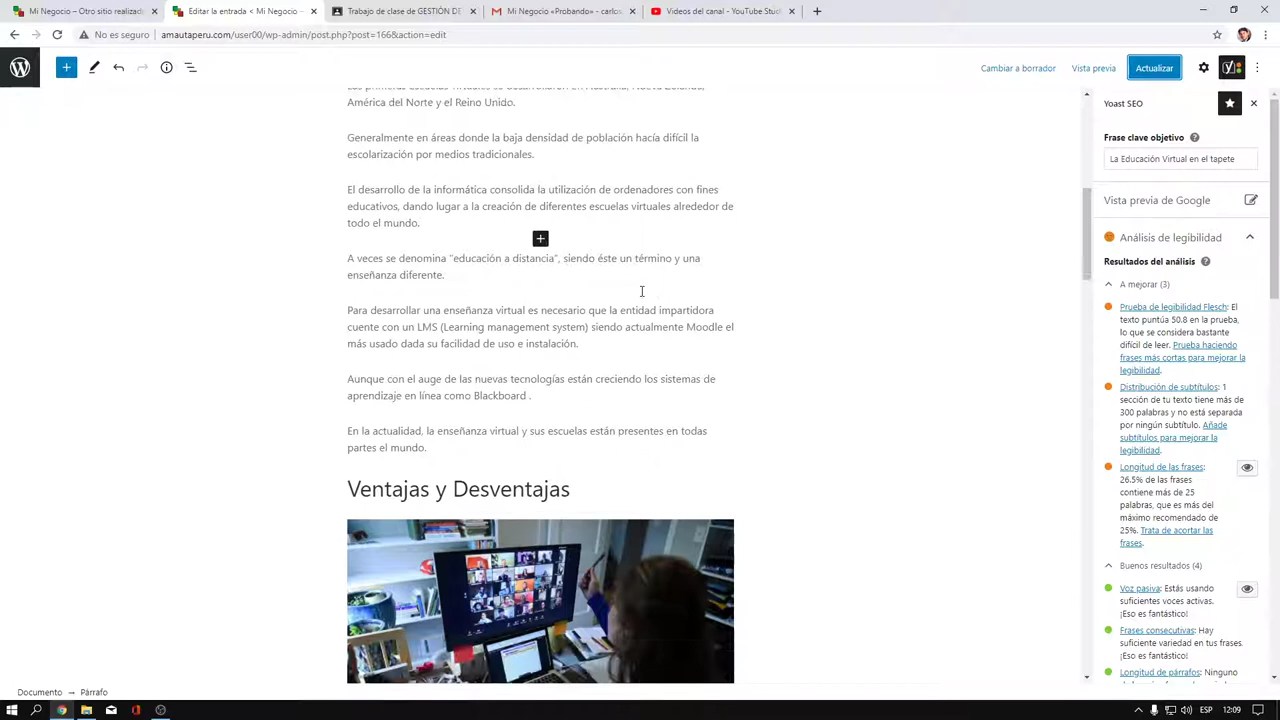 Mi Negocio – Otro sitio realizad
Editar la entrada < Mi Negocio —
Trabajo de clase de GESTIÓN DE
Mi Negocio «Probando» - carlos
Videos del canal - YouTube Stud
No es seguro | amautaperu.com/user00/wp-admin/post.php?post=166&action=edit
Cambiar a borrador
Vista previa
Actualizar
América del Norte y el Reino Unido.
Generalmente en áreas donde la baja densidad de población hacía difícil la
escolarización por medios tradicionales.
El desarrollo de la informática consolida la utilización de ordenadores con fines
educativos, dando lugar a la creación de diferentes escuelas virtuales alrededor de
todo el mundo.
A veces se denomina “educación a distancia”, siendo éste un término y una
enseñanza diferente.
Para desarrollar una enseñanza virtual es necesario que la entidad impartidora
cuente con un LMS (Learning management system) siendo actualmente Moodle el
más usado dada su facilidad de uso e instalación.
Aunque con el auge de las nuevas tecnologías están creciendo los sistemas de
aprendizaje en línea como Blackboard .
En la actualidad, la enseñanza virtual y sus escuelas están presentes en todas
partes el mundo.
Ventajas y Desventajas
Yoast SEO
Frase clave objetivo
La Educación Virtual en el tapete
Vista previa de Google
Análisis de legibilidad
Resultados del análisis
A mejorar (3)
Prueba de legibilidad Flesch: El
texto puntúa 50.8 en la prueba,
lo que se considera bastante
difícil de leer. Prueba haciendo
frases más cortas para mejorar la
legibilidad.
Distribución de subtítulos: 1
sección de tu texto tiene más de
300 palabras y no está separada
por ningún subtítulo. Añade
subtítulos para mejorar la
legibilidad.
Longitud de las frases:
26.5% de las frases
contiene más de 25
palabras, que es más del
máximo recomendado de
25%. Trata de acortar las
frases.
Buenos resultados (4)
Voz pasiva: Estás usando
suficientes voces activas.
¡Eso es fantástico!
Frases consecutivas: Hay
suficiente variedad en tus frases.
¡Eso es fantástico!
Longitud de párrafos: Ninguno
Documento → Párrafo
ESP
12:09